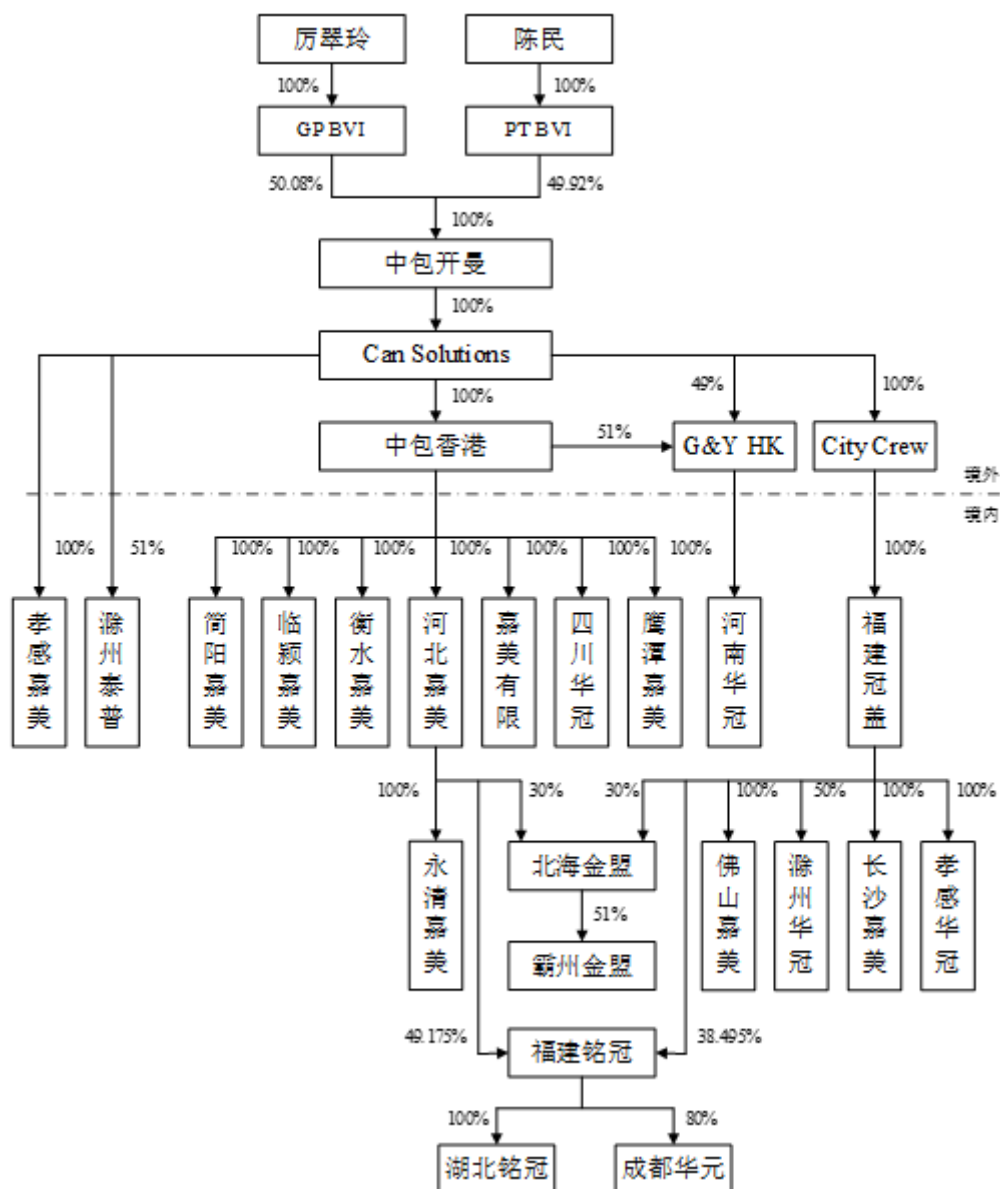 厉翠玲
陈民
100%
100%
GP BVI
PT BVI
50.08%
49.92%
100%
中包开曼
100%
Can Solutions
49%
100%
100%
中包香港
51%
G&Y HK
City Crew
境外
境内
100%
51%
100%
100%
100%
100%
100%
100%
100%
100%
孝感嘉美
滁州泰普
简阳嘉美
临颍嘉美
衡水嘉美
河北嘉美
嘉美有限
四川华冠
鹰潭嘉美
河南华冠
福建冠盖
100%
30%
30%
100%
50%
100%
100%
永清嘉美
北海金盟
佛山嘉美
滁州华冠
长沙嘉美
孝感华冠
51%
霸州金盟
49.175%
38.495%
福建铭冠
100%
80%
湖北铭冠
成都华元